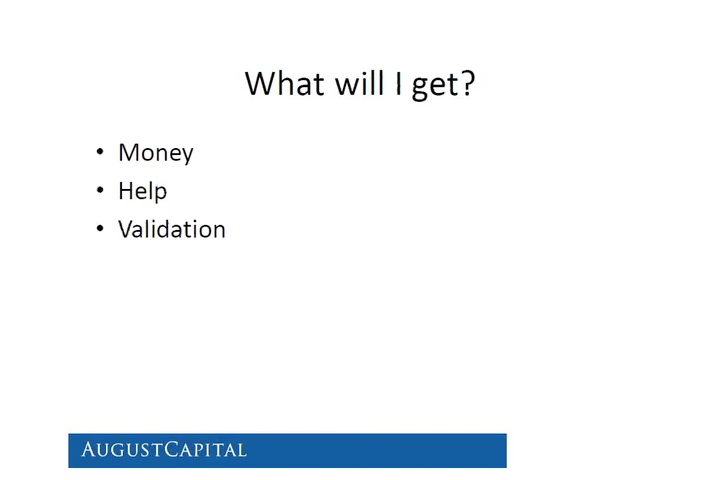 What will I get?
• Money
• Help
• Validation
AUGUSTCAPITAL